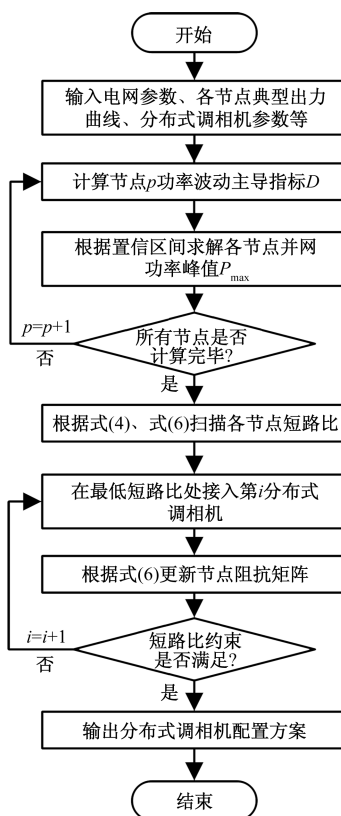 开始
输入电网参数、各节点典型出力
曲线、分布式调相机参数等
计算节点p功率波动主导指标D
根据置信区间求解各节点并网
功率峰值Pmax
p=p+1
否
所有节点是否
计算完毕?
是
根据式(4)、式(6)扫描各节点短路比
在最低短路比处接入第i分布式
调相机
根据式(6)更新节点阻抗矩阵
i=i+1
否
短路比约束
是否满足?
是
输出分布式调相机配置方案
结束